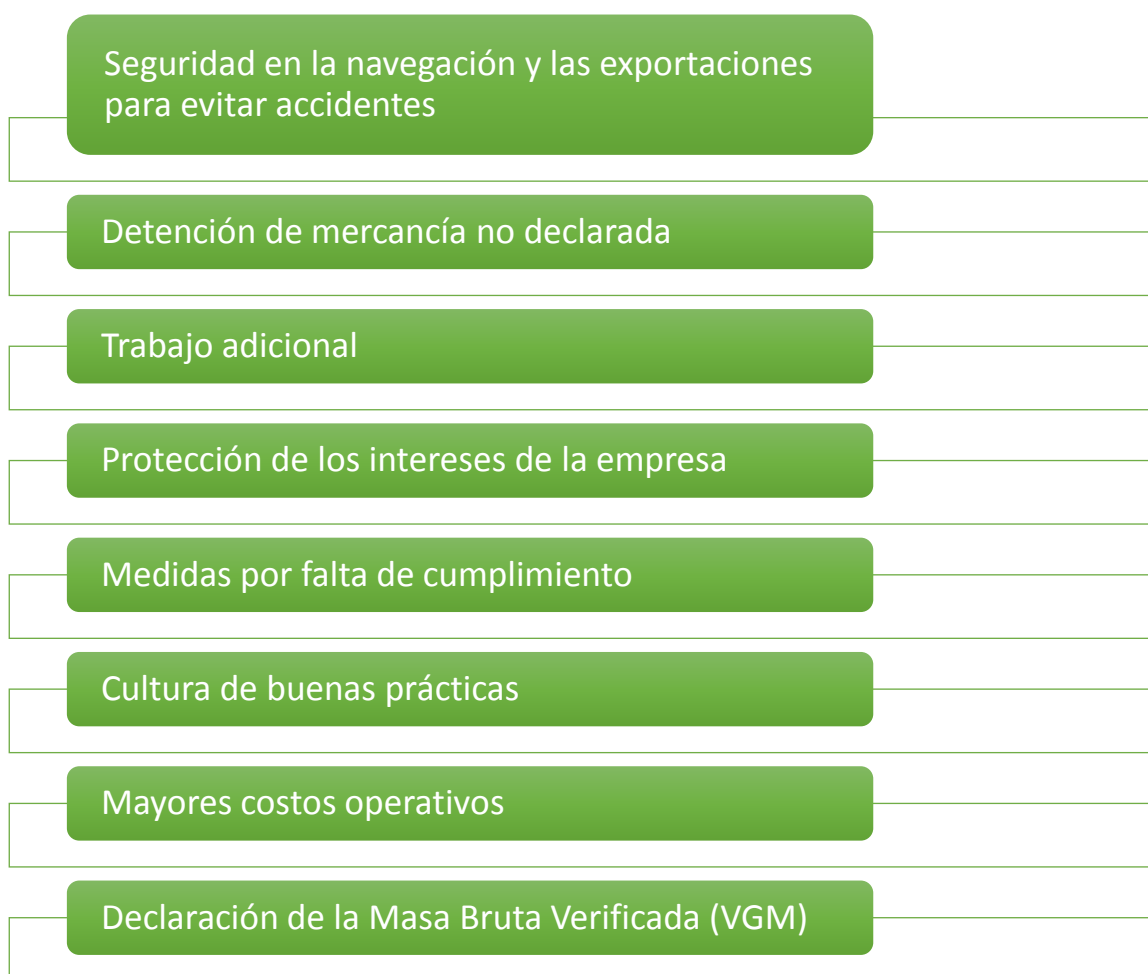 Seguridad en la navegación y las exportaciones
para evitar accidentes
Detención de mercancía no declarada
Trabajo adicional
Protección de los intereses de la empresa
Medidas por falta de cumplimiento
Cultura de buenas prácticas
Mayores costos operativos
Declaración de la Masa Bruta Verificada (VGM)